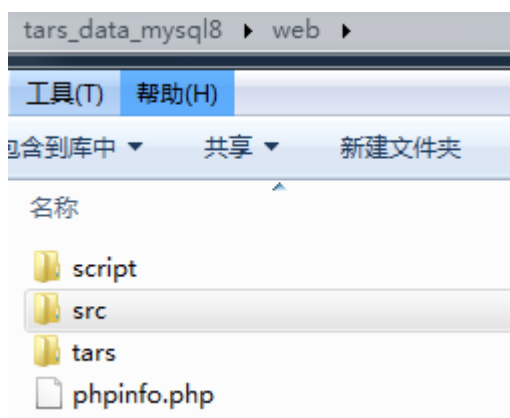 tars_data_mysql8 ▸ web ▸
工具(T) 帮助(H)
包含到库中 ▼ 共享 ▼ 新建文件夹
名称
script
src
tars
phpinfo.php